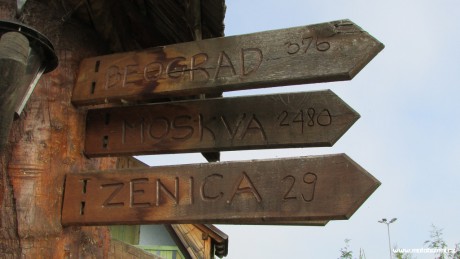 BEOGRAD 376
MOSKVA 2480
ZENICA 29